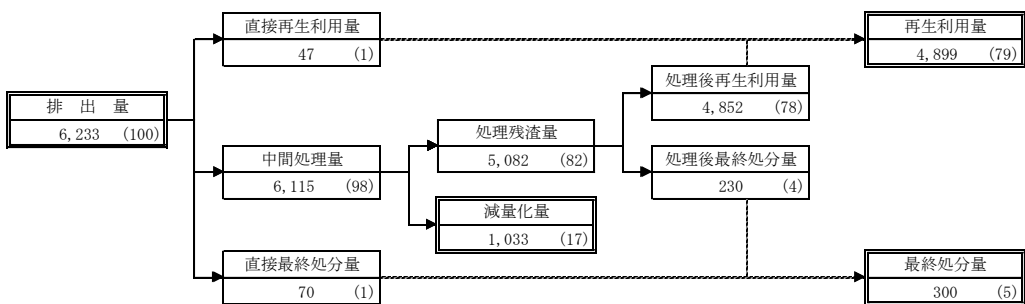 直接再生利用量
47 (1)
再生利用量
4,899 (79)
処理後再生利用量
4,852 (78)
排 出 量
6,233 (100)
処理残渣量
5,082 (82)
中間処理量
6,115 (98)
処理後最終処分量
230 (4)
減量化量
1,033 (17)
直接最終処分量
70 (1)
最終処分量
300 (5)